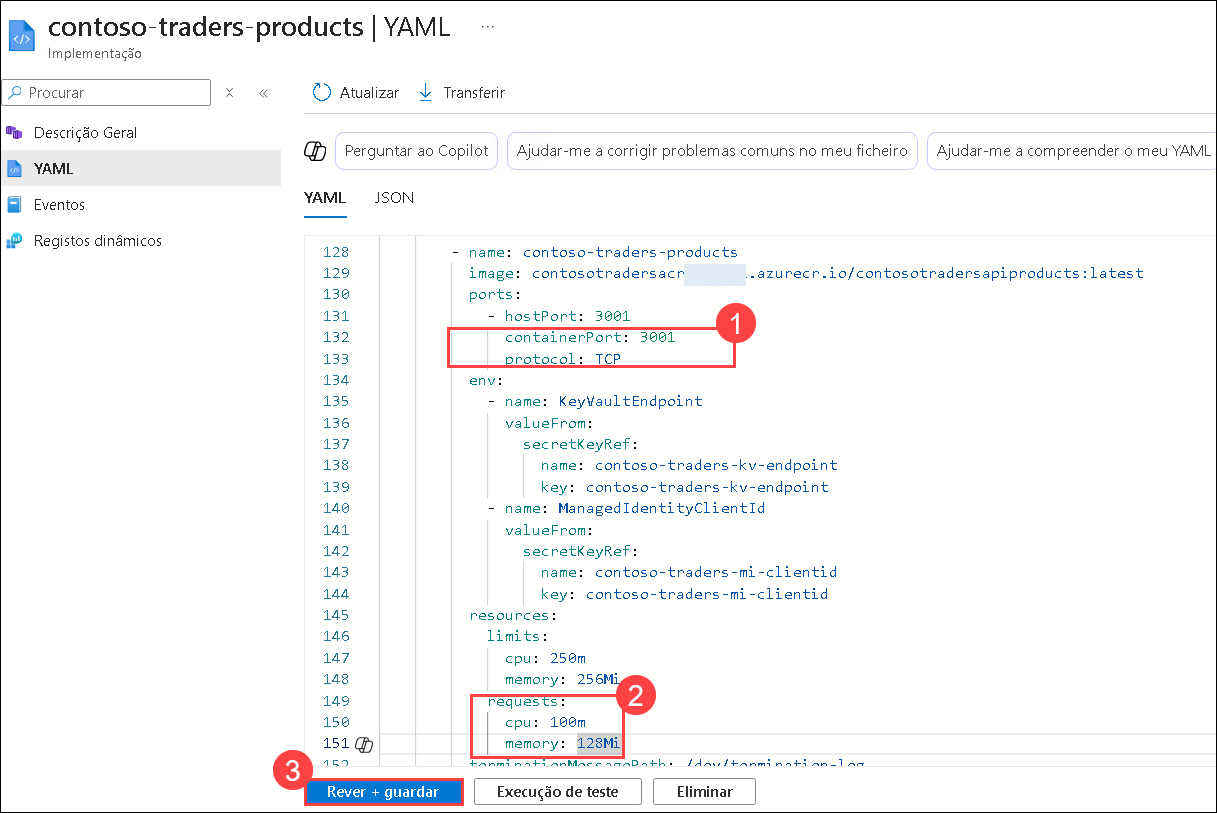 contoso-traders-products | YAML ...
Implementação
Procurar
Atualizar Transferir
Descrição Geral
YAML
Eventos
Registos dinâmicos
Perguntar ao Copilot Ajudar-me a corrigir problemas comuns no meu ficheiro Ajudar-me a compreender o meu YAML
YAML JSON
128 - name: contoso-traders-products
129 image: contosotradersacr .azurecr.io/contosotradersapiproducts:latest
130 ports:
131 - hostPort: 3001
1
132 containerPort: 3001
133 protocol: TCP
134 env:
135 - name: KeyVaultEndpoint
136 valueFrom:
137 secretKeyRef:
138 name: contoso-traders-kv-endpoint
139 key: contoso-traders-kv-endpoint
140 - name: ManagedIdentityClientId
141 valueFrom:
142 secretKeyRef:
143 name: contoso-traders-mi-clientid
144 key: contoso-traders-mi-clientid
145 resources:
146 limits:
147 cpu: 250m
148 memory: 256Mi
2
149 requests:
150 cpu: 100m
151 memory: 128Mi
152 terminationMessagePath: /dev/termination-log
3
Rever + guardar Execução de teste Eliminar